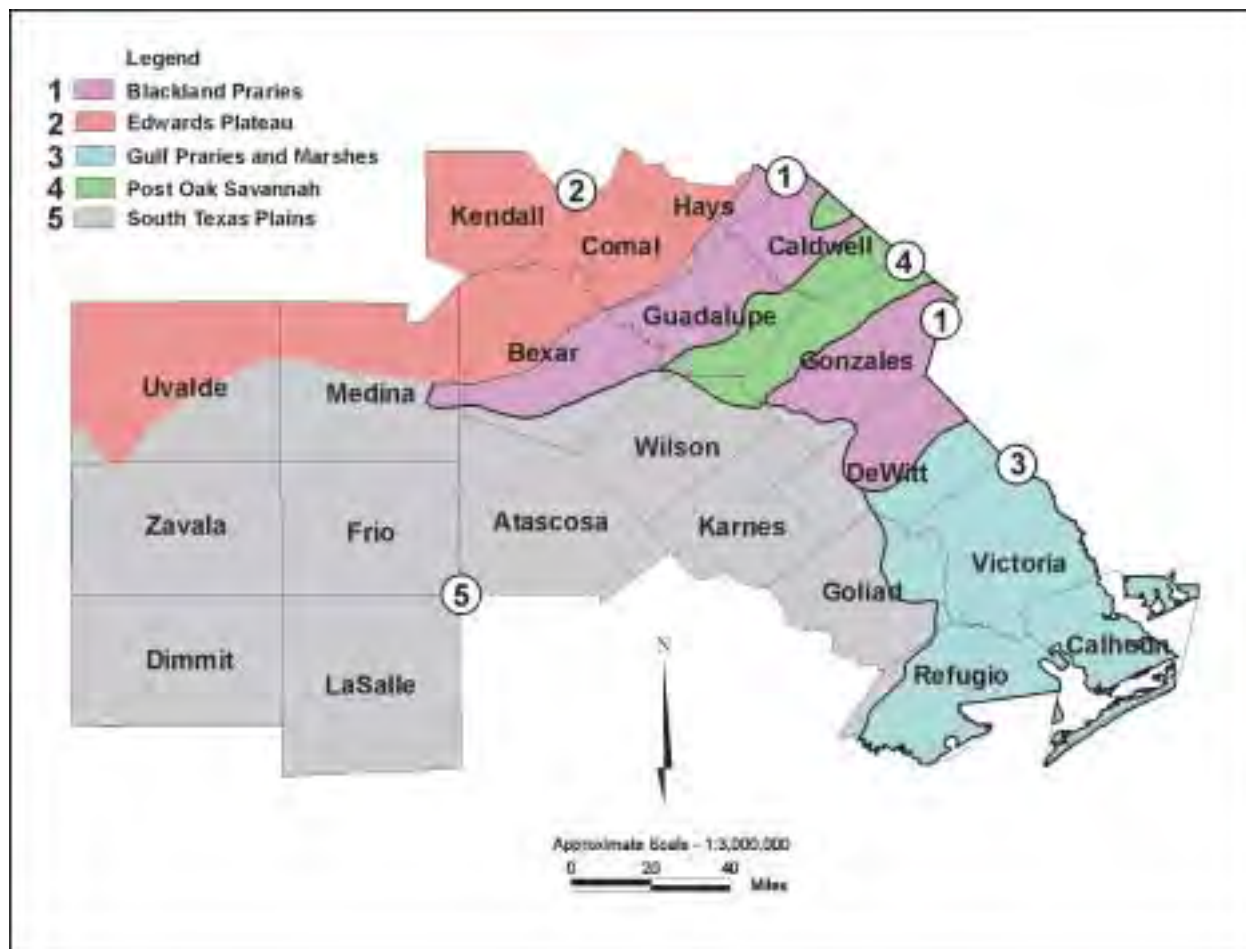 Legend
1 Blackland Praries
2 Edwards Plateau
3 Gulf Praries and Marshes
4 Post Oak Savannah
5 South Texas Plains
2
1
Kendall
Hays
Comal
Caldwell
4
Guadalupe
1
Bexar
Gonzales
Uvalde
Medina
Wilson
DeWitt
3
Zavala
Frio
Atascosa
Karnes
Victoria
5
Goliad
Calhoun
Dimmit
LaSalle
Refugio
N
Approximate Scale - 1:3,000,000
0 20 40
Miles